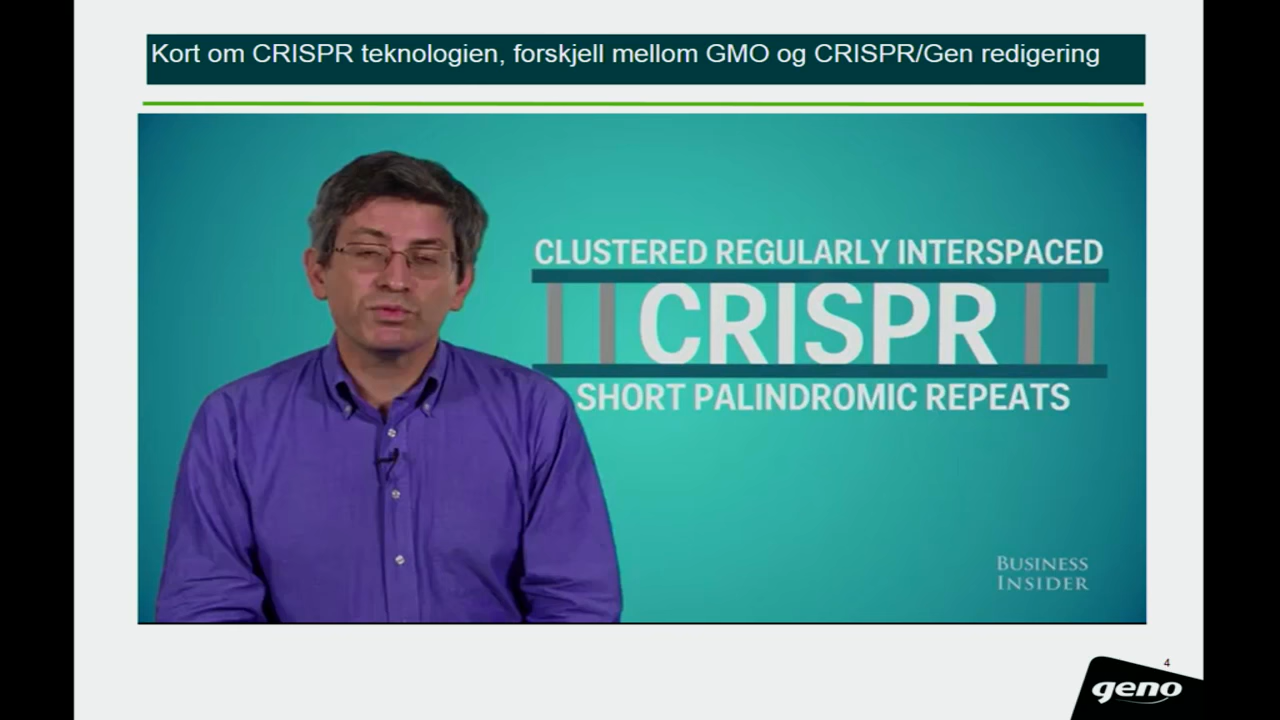 Kort om CRISPR teknologien, forskjell mellom GMO og CRISPR/Gen redigering
CLUSTERED REGULARLY INTERSPACED
CRISPR
SHORT PALINDROMIC REPEATS
BUSINESS
INSIDER
4
geno